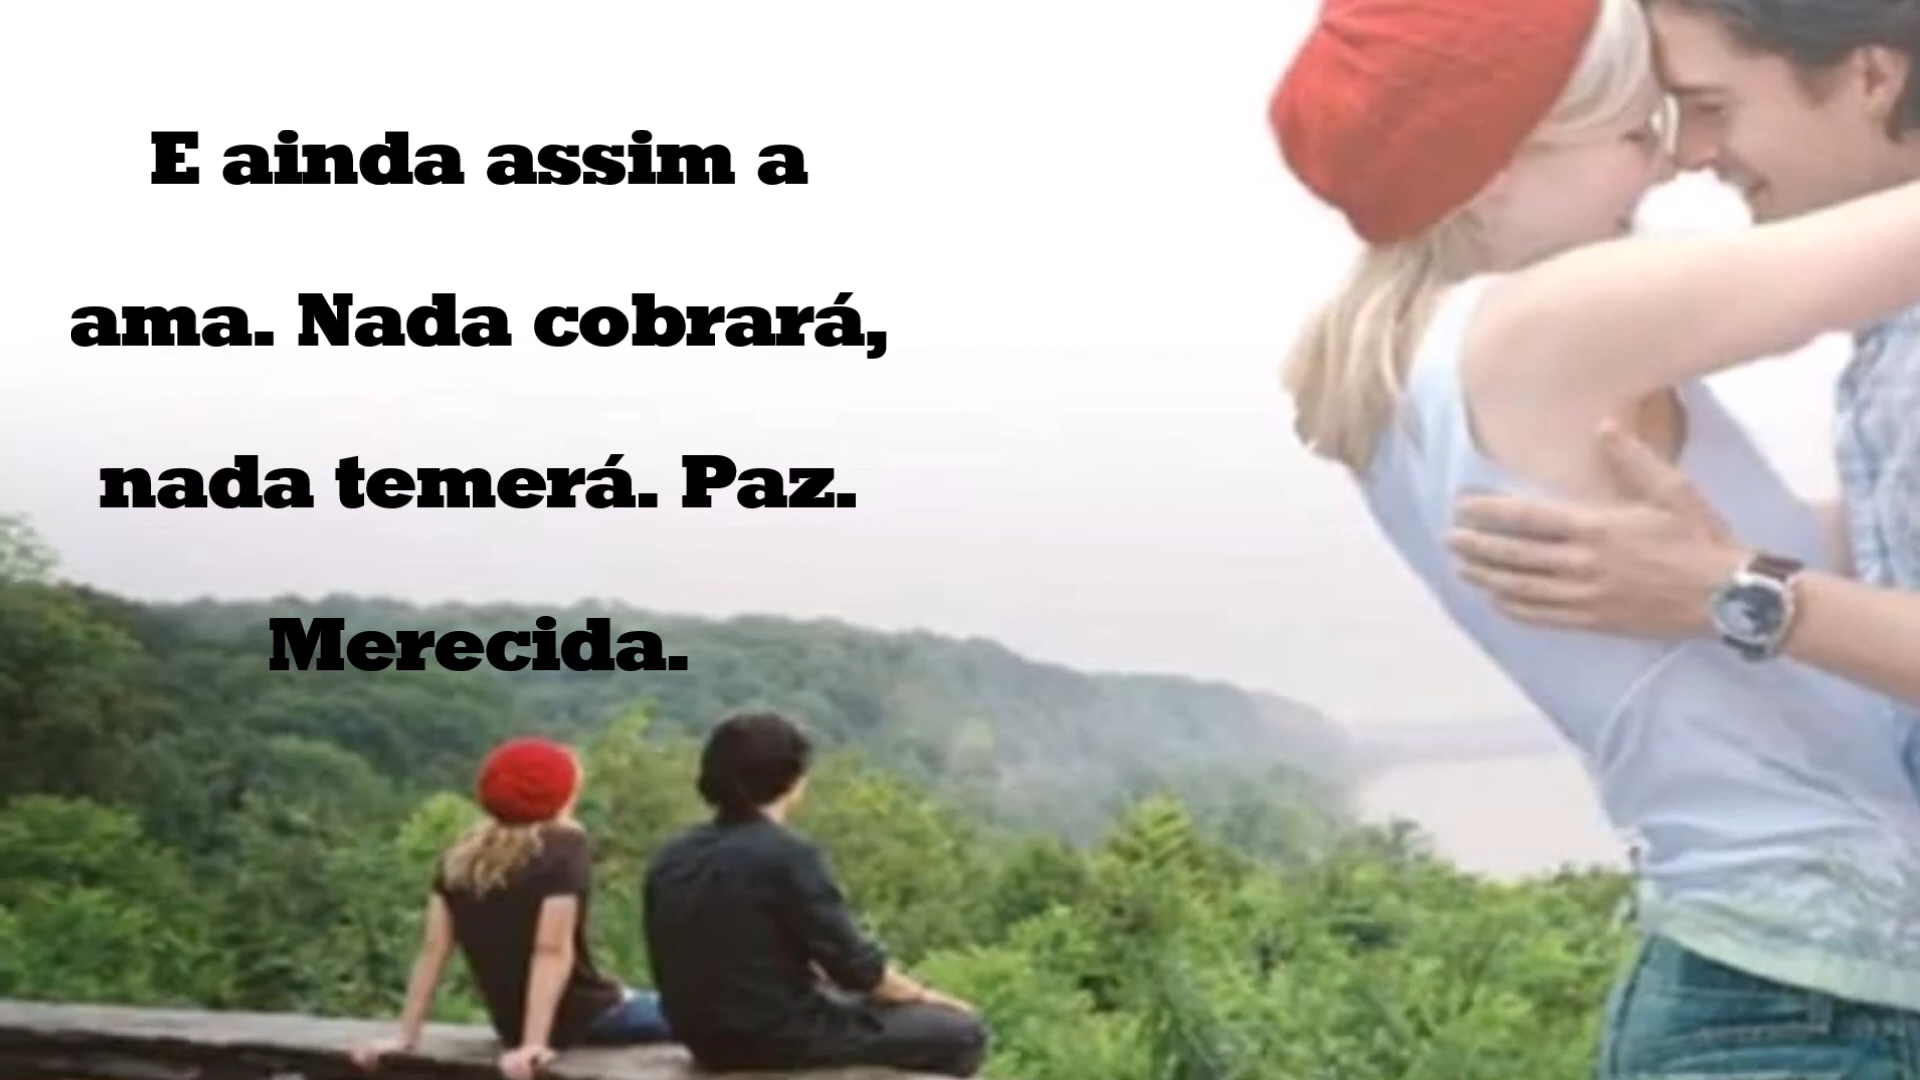 E ainda assim a
ama. Nada cobrará,
nada temerá. Paz.
Merecida.